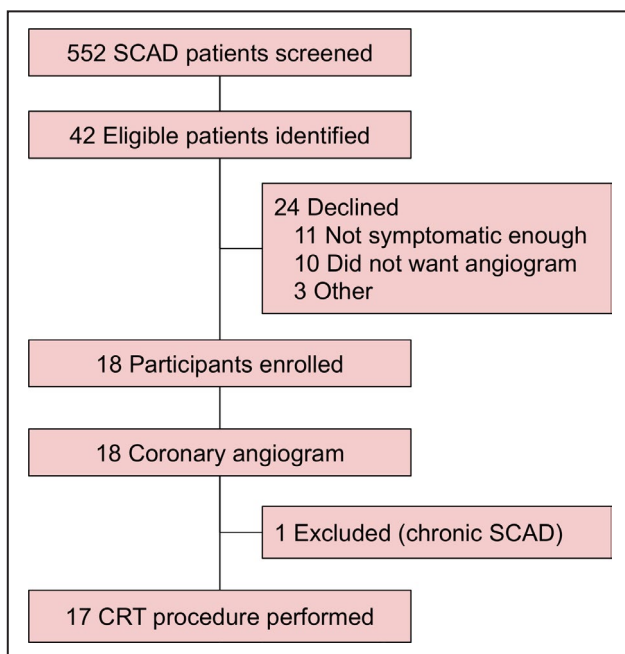 552 SCAD patients screened
42 Eligible patients identified
24 Declined
11 Not symptomatic enough
10 Did not want angiogram
3 Other
18 Participants enrolled
18 Coronary angiogram
1 Excluded (chronic SCAD)
17 CRT procedure performed